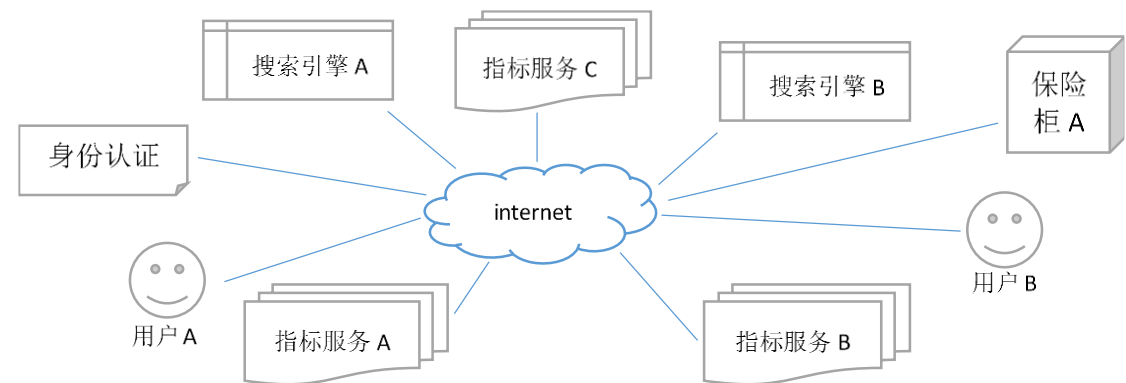 搜索引擎 A
指标服务 C
搜索引擎 B
保险
柜 A
身份认证
internet
用户 A
用户 B
指标服务 A
指标服务 B